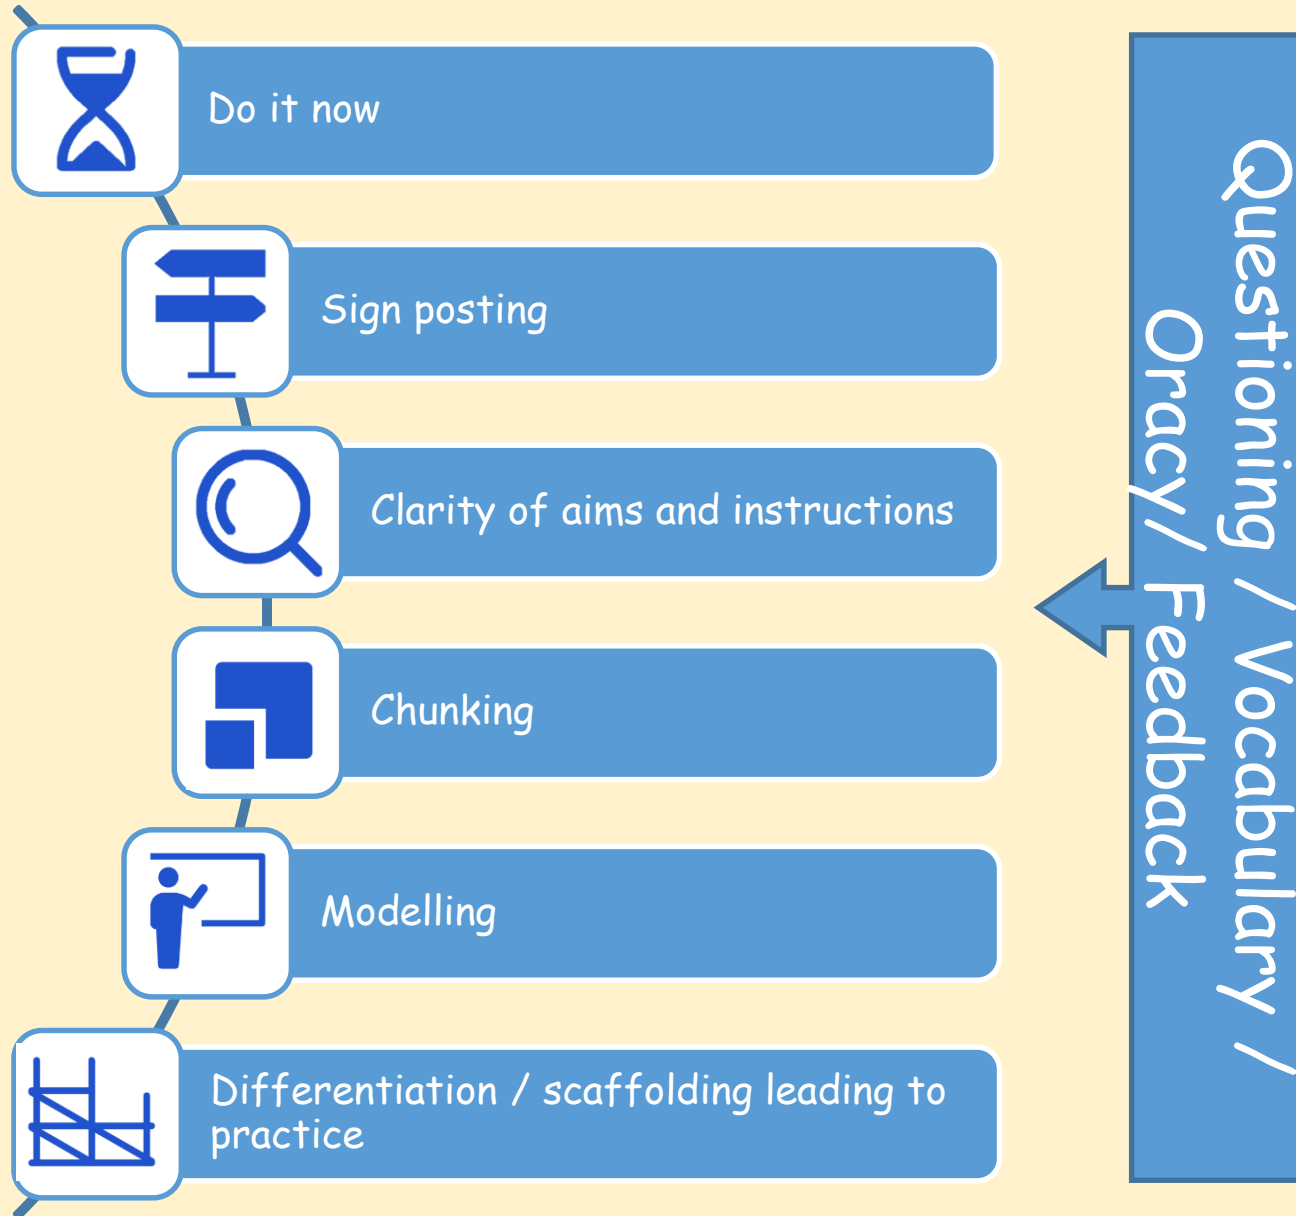 Do it now
Sign posting
Clarity of aims and instructions
Chunking
Modelling
Differentiation / scaffolding leading to
practice
Questioning / Vocabulary /
Oracy/ Feedback